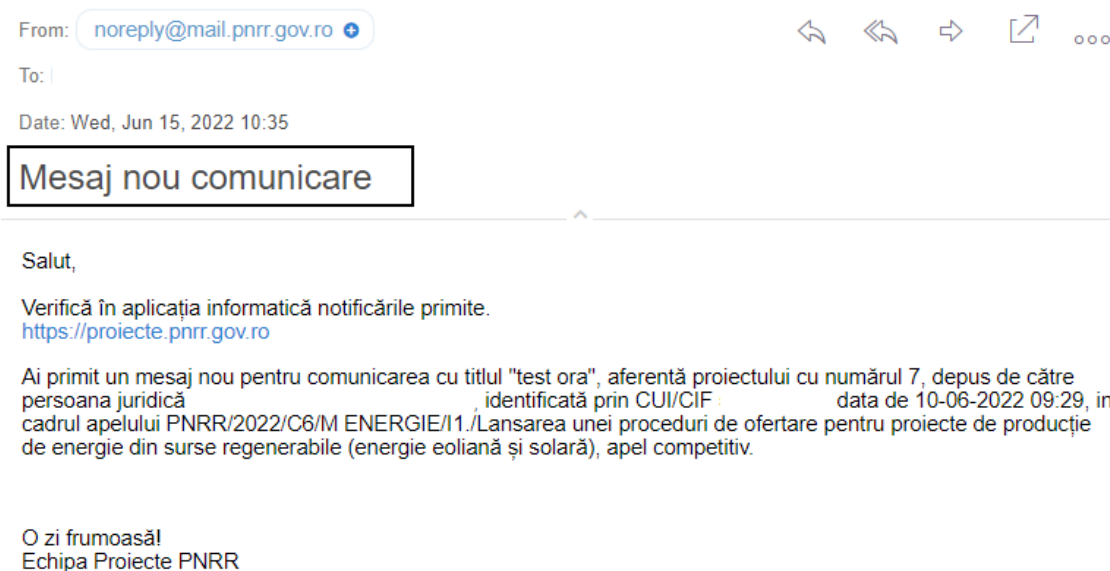 From: noreply@mail.pnrr.gov.ro
To:
Date: Wed, Jun 15, 2022 10:35
Mesaj nou comunicare
Salut,
Verifică în aplicația informatică notificările primite.
https://proiecte.pnrr.gov.ro
Ai primit un mesaj nou pentru comunicarea cu titlul "test ora", aferentă proiectului cu numărul 7, depus de către
persoana juridică , identificată prin CUI/CIF data de 10-06-2022 09:29, in
cadrul apelului PNRR/2022/C6/M ENERGIE/I1./Lansarea unei proceduri de ofertare pentru proiecte de producție
de energie din surse regenerabile (energie eoliană și solară), apel competitiv.
O zi frumoasă!
Echipa Proiecte PNRR